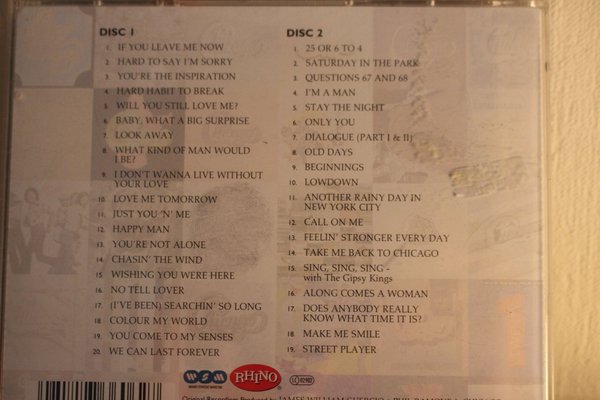 DISC 1
1. IF YOU LEAVE ME NOW
2. HARD TO SAY I'M SORRY
3. YOU'RE THE INSPIRATION
4. HARD HABIT TO BREAK
5. WILL YOU STILL LOVE ME?
6. BABY, WHAT A BIG SURPRISE
7. LOOK AWAY
8. WHAT KIND OF MAN WOULD
I BE?
9. I DON'T WANNA LIVE WITHOUT
YOUR LOVE
10. LOVE ME TOMORROW
11. JUST YOU 'N' ME
12. HAPPY MAN
13. YOU'RE NOT ALONE
14. CHASIN' THE WIND
15. WISHING YOU WERE HERE
16. NO TELL LOVER
17. (I'VE BEEN) SEARCHIN' SO LONG
18. COLOUR MY WORLD
19. YOU COME TO MY SENSES
20. WE CAN LAST FOREVER
DISC 2
1. 25 OR 6 TO 4
2. SATURDAY IN THE PARK
3. QUESTIONS 67 AND 68
4. I'M A MAN
5. STAY THE NIGHT
6. ONLY YOU
7. DIALOGUE (PART I & II)
8. OLD DAYS
9. BEGINNINGS
10. LOWDOWN
11. ANOTHER RAINY DAY IN
NEW YORK CITY
12. CALL ON ME
13. FEELIN' STRONGER EVERY DAY
14. TAKE ME BACK TO CHICAGO
15. SING, SING, SING -
with The Gipsy Kings
16. ALONG COMES A WOMAN
17. DOES ANYBODY REALLY
KNOW WHAT TIME IT IS?
18. MAKE ME SMILE
19. STREET PLAYER
WSM
RHINO
LC 02982
Original Recordings Produced by JAMES WILLIAM GUERCIO